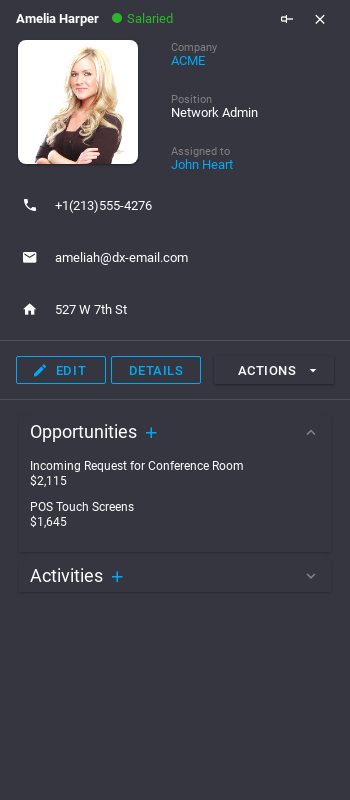 Amelia Harper Salaried
Company
ACME
Position
Network Admin
Assigned to
John Heart
+1(213)555-4276
ameliah@dx-email.com
527 W 7th St
EDIT DETAILS ACTIONS
Opportunities
Incoming Request for Conference Room
$2,115
POS Touch Screens
$1,645
Activities